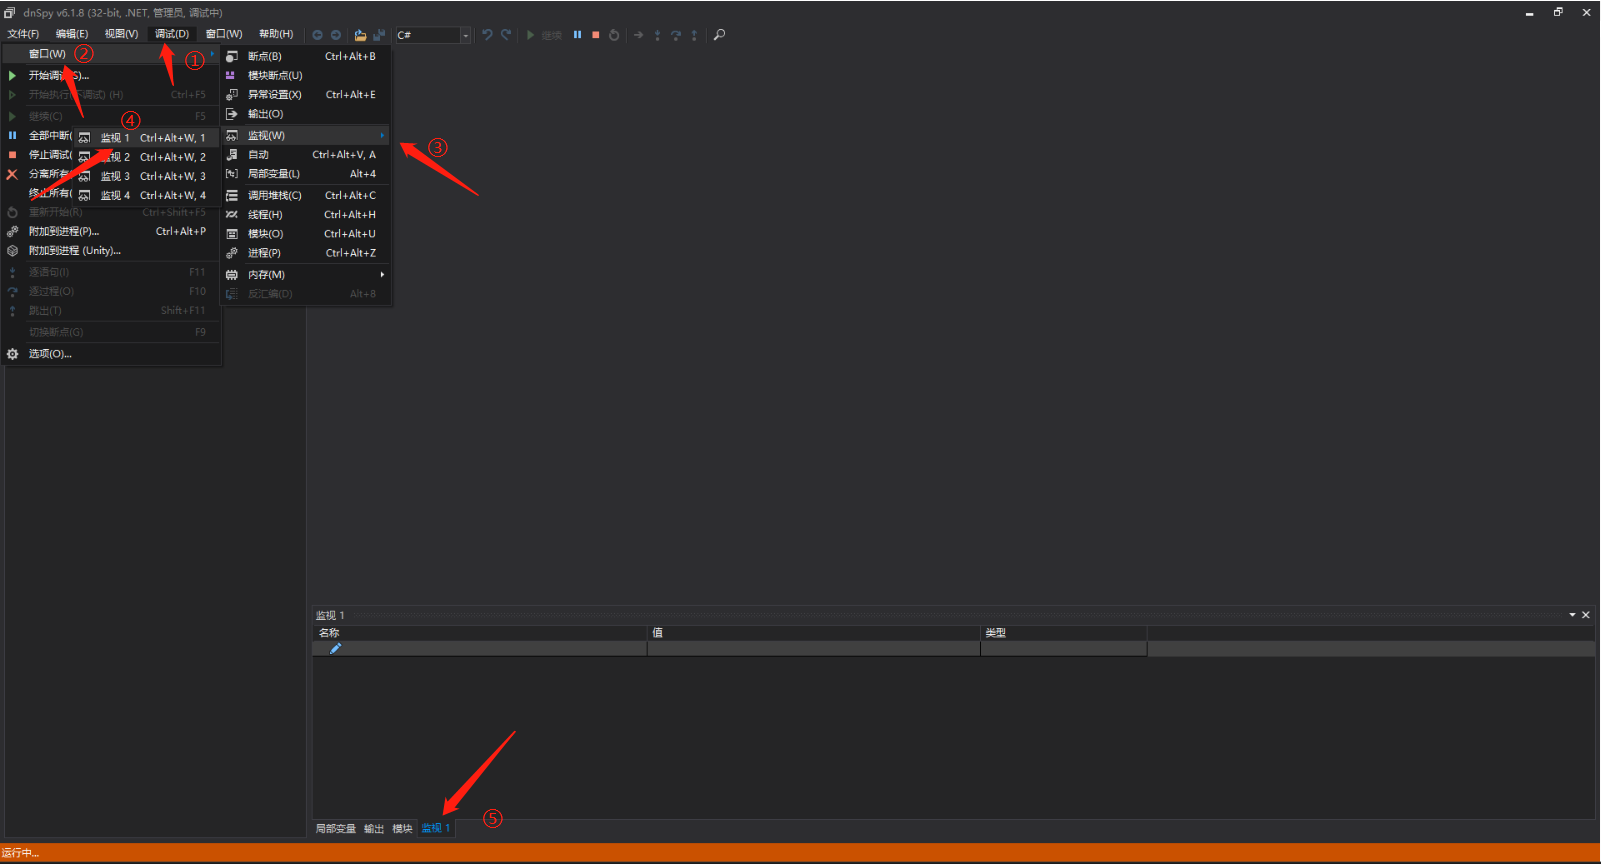 dnSpy v6.1.8 (32-bit, .NET, 管理员, 调试中)
文件(F) 编辑(E) 视图(V) 调试(D) 窗口(W) 帮助(H) C# 继续
窗口(W) ②
①
开始调试(S)...
开始执行(不调试) (H) Ctrl+F5
继续(C) F5
④
全部中断(
停止调试(
分离所有(
终止所有(
重新开始(R) Ctrl+Shift+F5
附加到进程(P)... Ctrl+Alt+P
附加到进程 (Unity)...
逐语句(I) F11
逐过程(O) F10
跳出(T) Shift+F11
切换断点(G) F9
选项(O)...
断点(B) Ctrl+Alt+B
模块断点(U)
异常设置(X) Ctrl+Alt+E
输出(O)
监视(W)
③
自动 Ctrl+Alt+V, A
局部变量(L) Alt+4
调用堆栈(C) Ctrl+Alt+C
线程(H) Ctrl+Alt+H
模块(O) Ctrl+Alt+U
进程(P) Ctrl+Alt+Z
内存(M)
反汇编(D) Alt+8
监视 1 Ctrl+Alt+W, 1
监视 2 Ctrl+Alt+W, 2
监视 3 Ctrl+Alt+W, 3
监视 4 Ctrl+Alt+W, 4
监视 1
名称 值 类型
⑤
局部变量 输出 模块 监视 1
运行中...